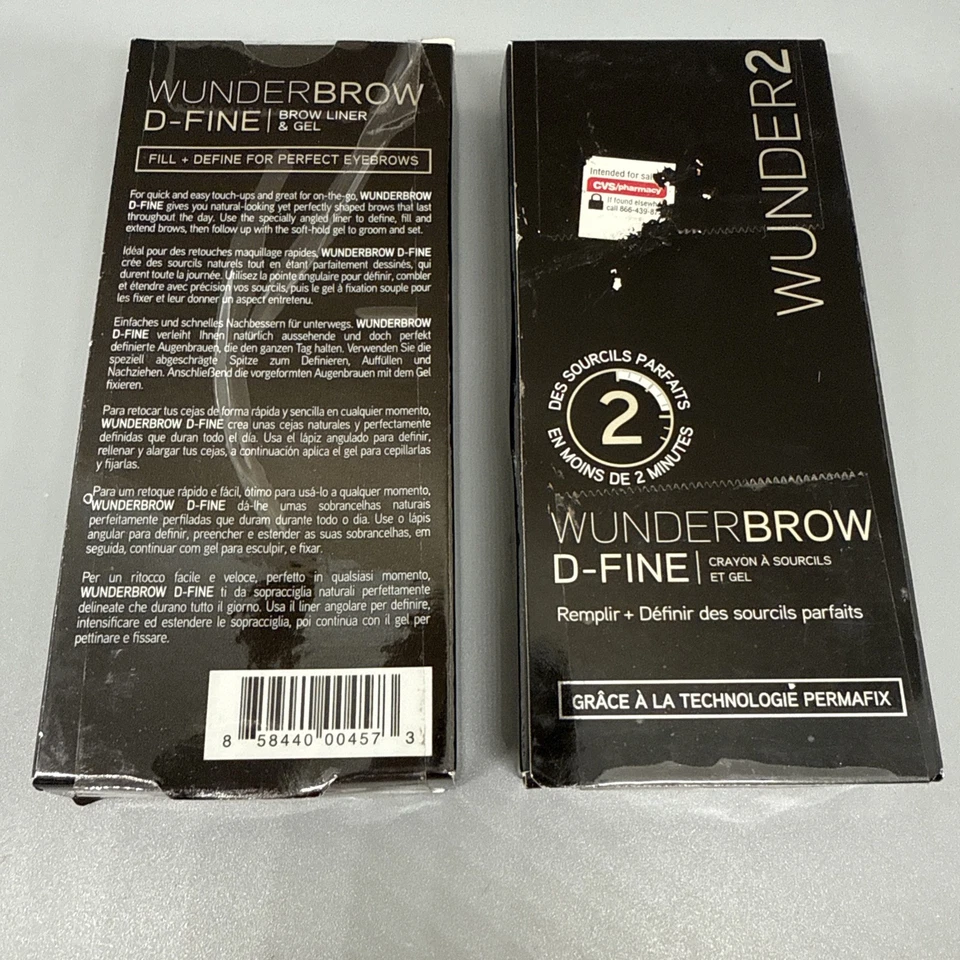 WUNDERBROW
D-FINE | BROW LINER
& GEL
FILL + DEFINE FOR PERFECT EYEBROWS
For quick and easy touch-ups and great for on-the-go, WUNDERBROW
D-FINE gives you natural-looking yet perfectly shaped brows that last
throughout the day. Use the specially angled liner to define, fill and
extend brows, then follow up with the soft-hold gel to groom and set.
Idéal pour des retouches maquillage rapides, WUNDERBROW D-FINE
crée des sourcils naturels tout en étant parfaitement dessinés, qui
durent toute la journée. Utilisez la pointe angulaire pour définir, combler
et étendre avec précision vos sourcils, puis le gel à fixation souple pour
les fixer et leur donner un aspect entretenu.
Einfaches und schnelles Nachbessern für unterwegs. WUNDERBROW
D-FINE verleiht Ihnen natürlich aussehende und doch perfekt
definierte Augenbrauen, die den ganzen Tag halten. Verwenden Sie die
speziell abgeschrägte Spitze zum Definieren, Auffüllen und
Nachziehen. Anschließend die vorgeformten Augenbrauen mit dem Gel
fixieren.
Para retocar tus cejas de forma rápida y sencilla en cualquier momento,
WUNDERBROW D-FINE crea unas cejas naturales y perfectamente
definidas que duran todo el día. Usa el lápiz angulado para definir,
rellenar y alargar tus cejas, a continuación aplica el gel para cepillarlas
y fijarlas.
Para um retoque rápido e fácil, ótimo para usá-lo a qualquer momento,
WUNDERBROW D-FINE dá-lhe umas sobrancelhas naturais
perfeitamente perfiladas que duram durante todo o dia. Use o lápis
angular para definir, preencher e estender as suas sobrancelhas, em
seguida, continuar com gel para esculpir, e fixar.
Per un ritocco facile e veloce, perfetto in qualsiasi momento,
WUNDERBROW D-FINE ti da sopracciglia naturali perfettamente
delineate che durano tutto il giorno. Usa il liner angolare per definire,
intensificare ed estendere le sopracciglia, poi continua con il gel per
pettinare e fissare.
8 58440 00457 3
WUNDER2
Intended for sal
CVS/pharmacy
If found elsewh
call 866-439-8
DES SOURCILS PARFAITS
2
EN MOINS DE 2 MINUTES
WUNDERBROW
D-FINE | CRAYON À SOURCILS
ET GEL
Remplir + Définir des sourcils parfaits
GRÂCE À LA TECHNOLOGIE PERMAFIX